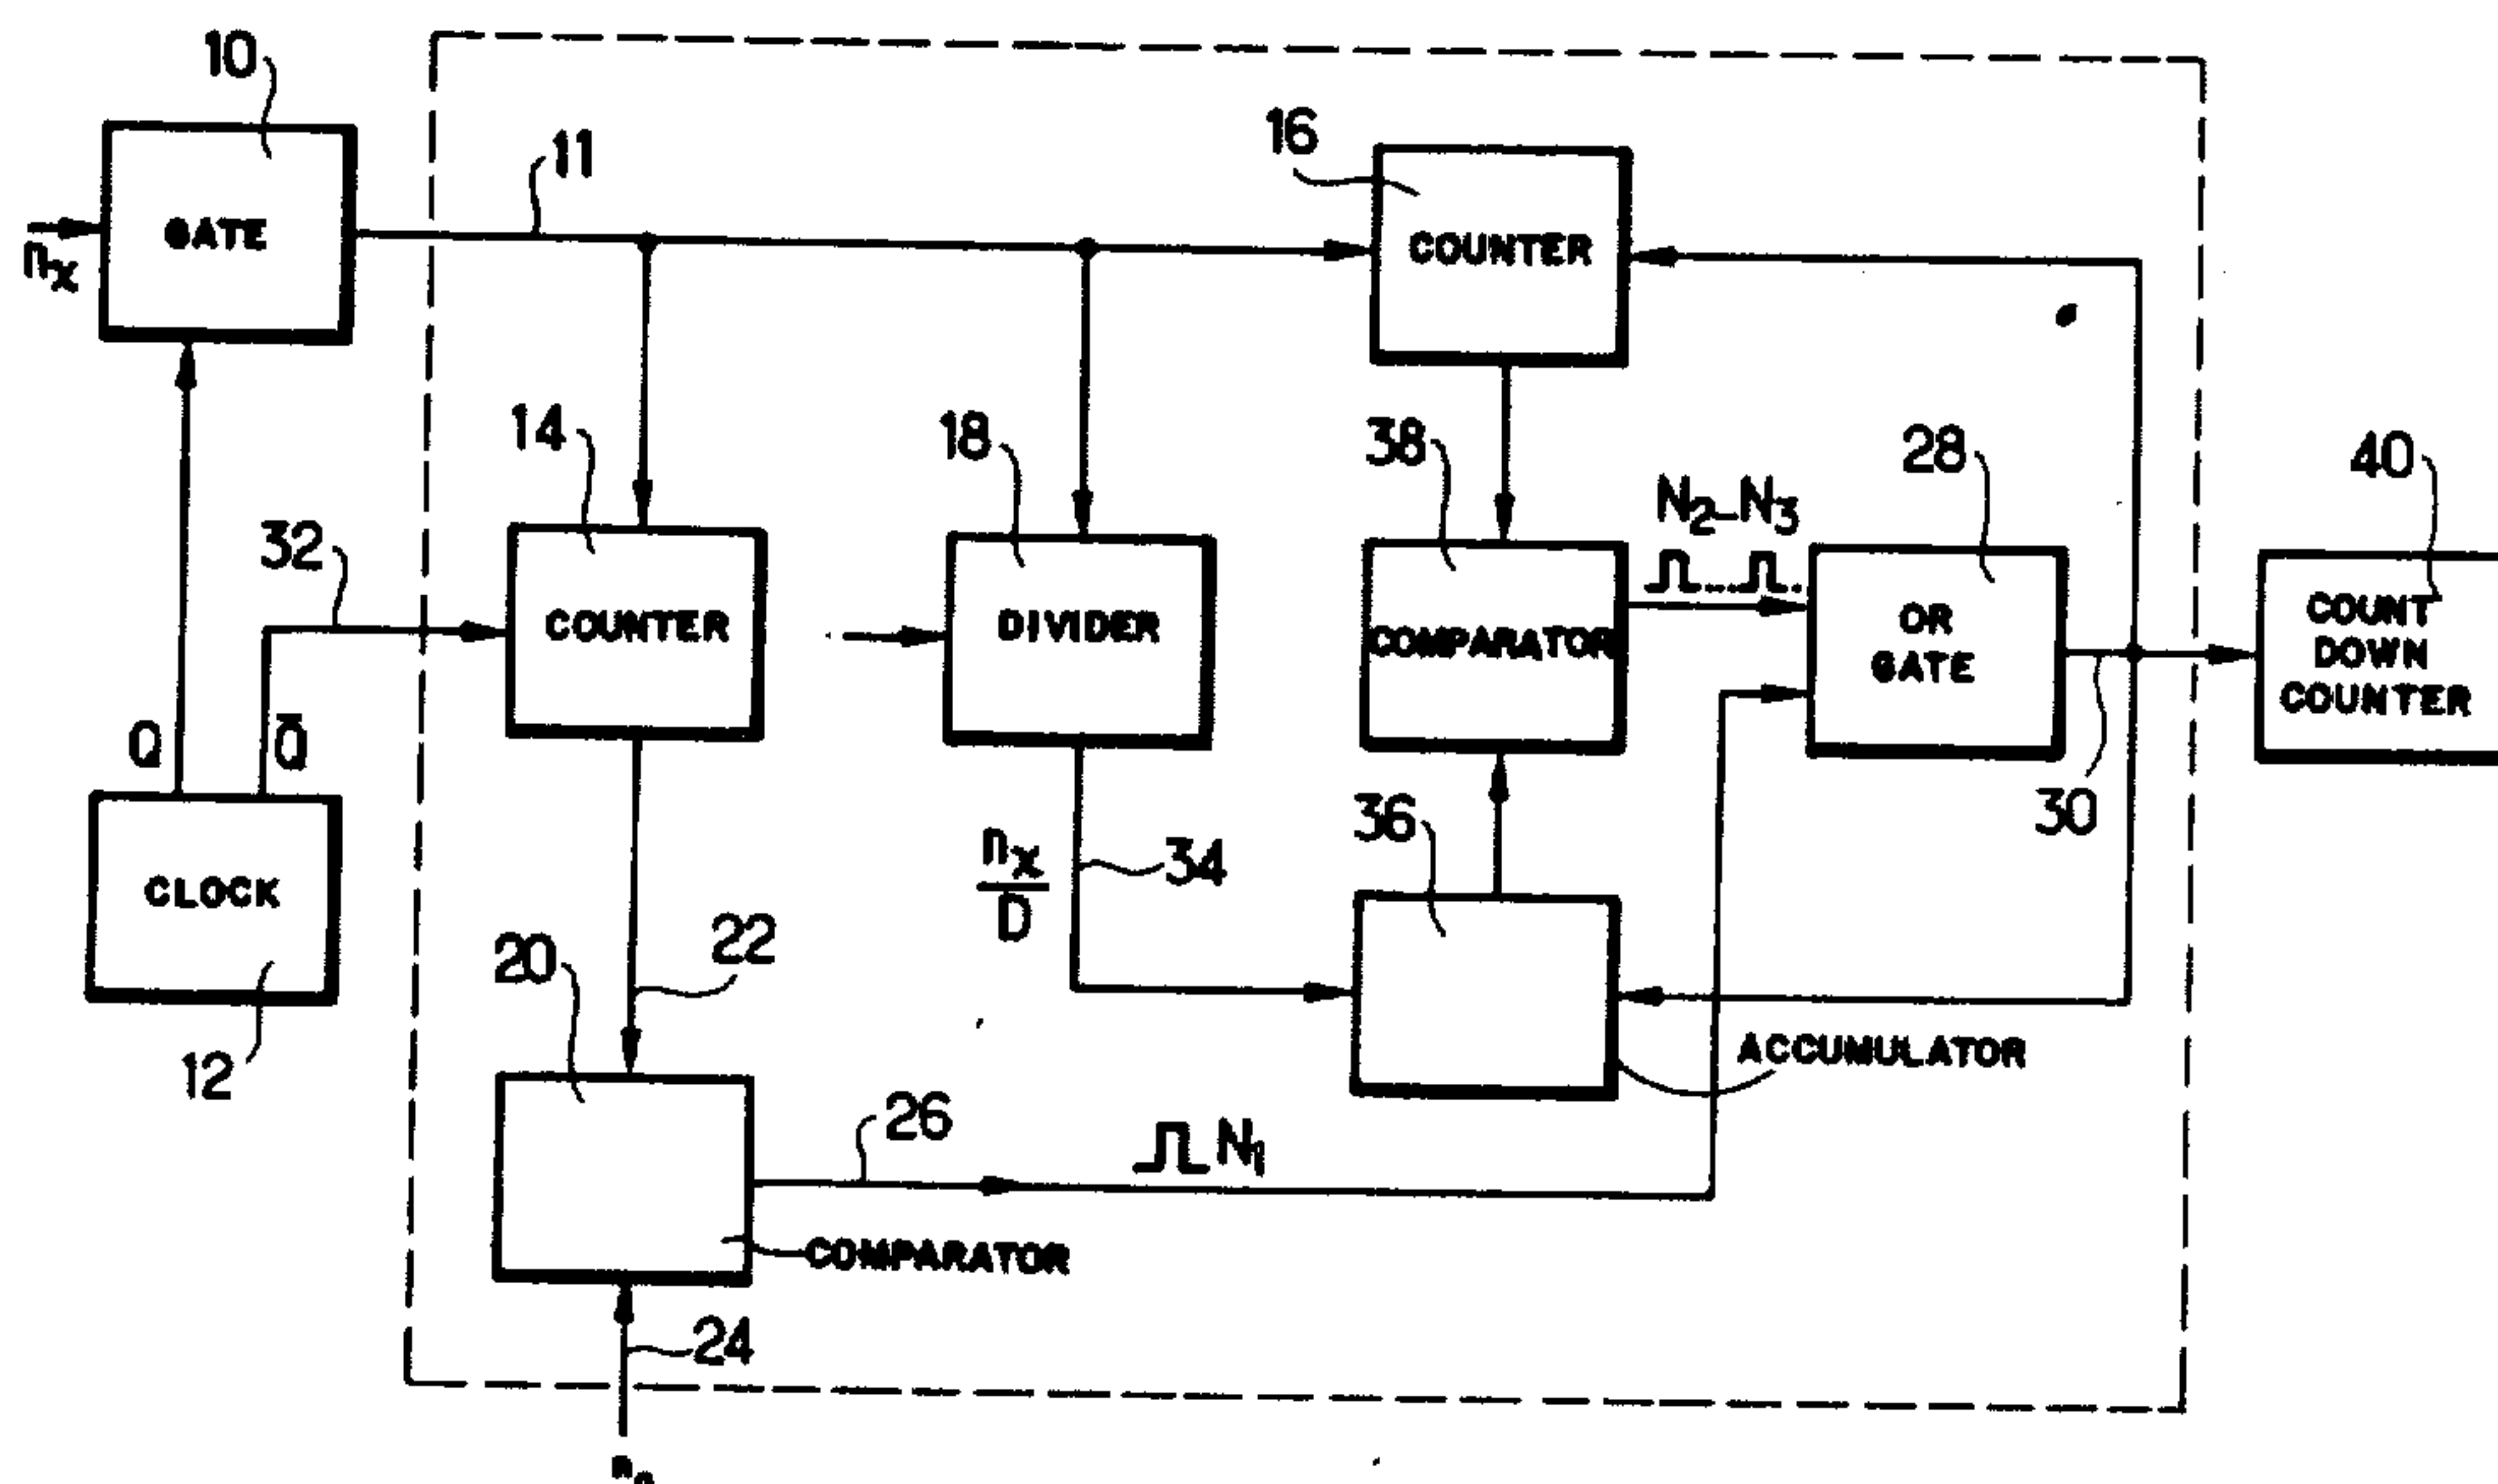 10
11
16
GATE
COUNTER
nx
14
18
38
28
40
N2-N3
32
COUNTER
DIVIDER
COMPARATOR
OR
GATE
COUNT
DOWN
COUNTER
Q
Q̅
30
36
nx
D
34
CLOCK
22
20
ACCUMULATOR
12
26
N1
COMPARATOR
24